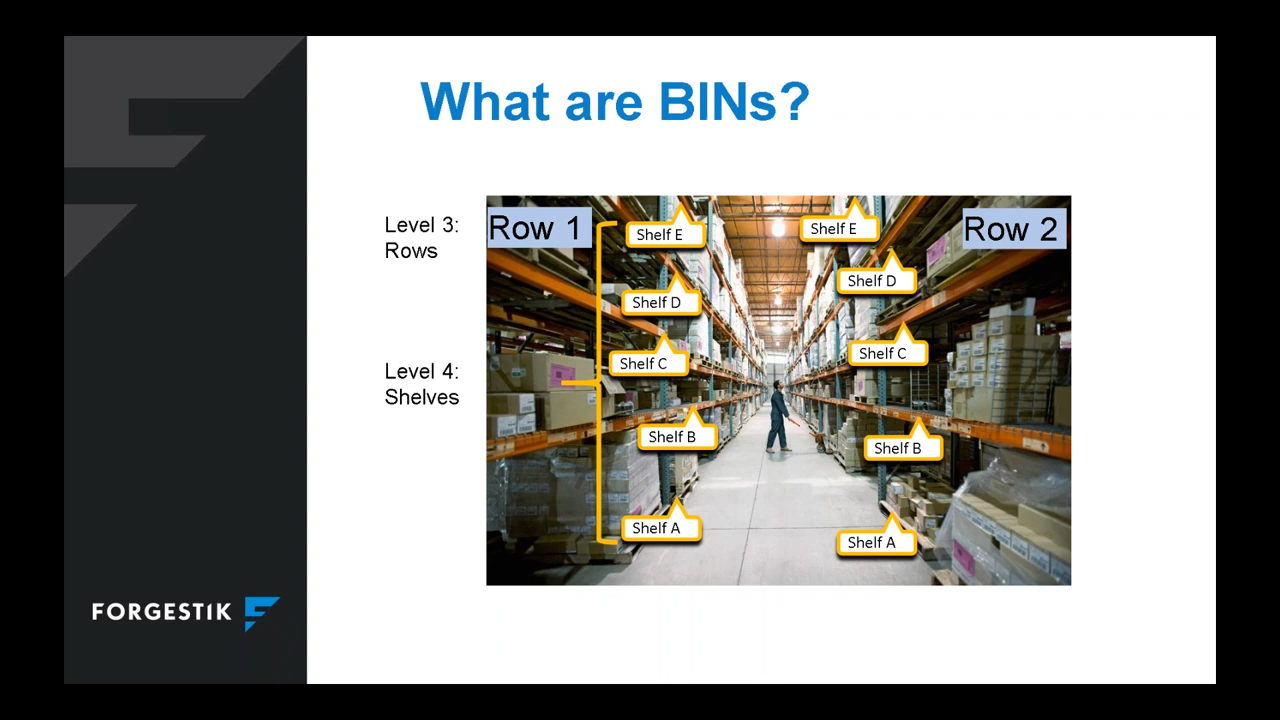 What are BINs?
Level 3:
Rows
Level 4:
Shelves
Row 1
Row 2
Shelf E
Shelf D
Shelf C
Shelf B
Shelf A
Shelf E
Shelf D
Shelf C
Shelf B
Shelf A
FORGESTIK